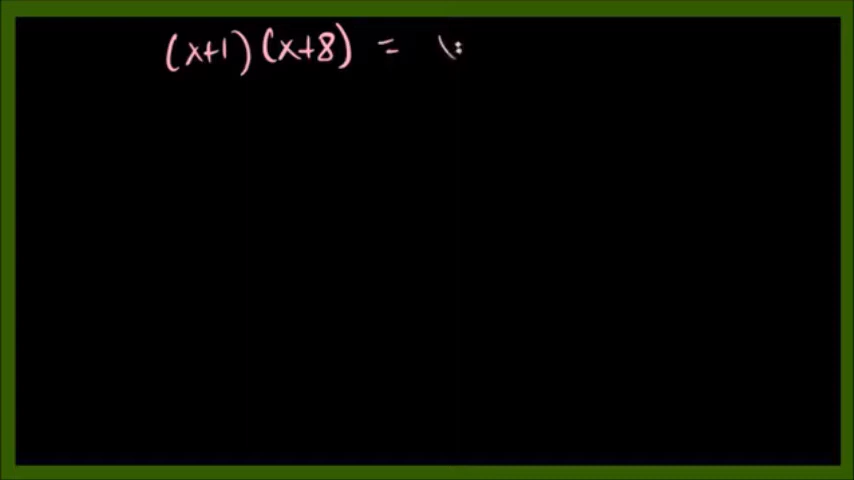 (x+1)(x+8) =